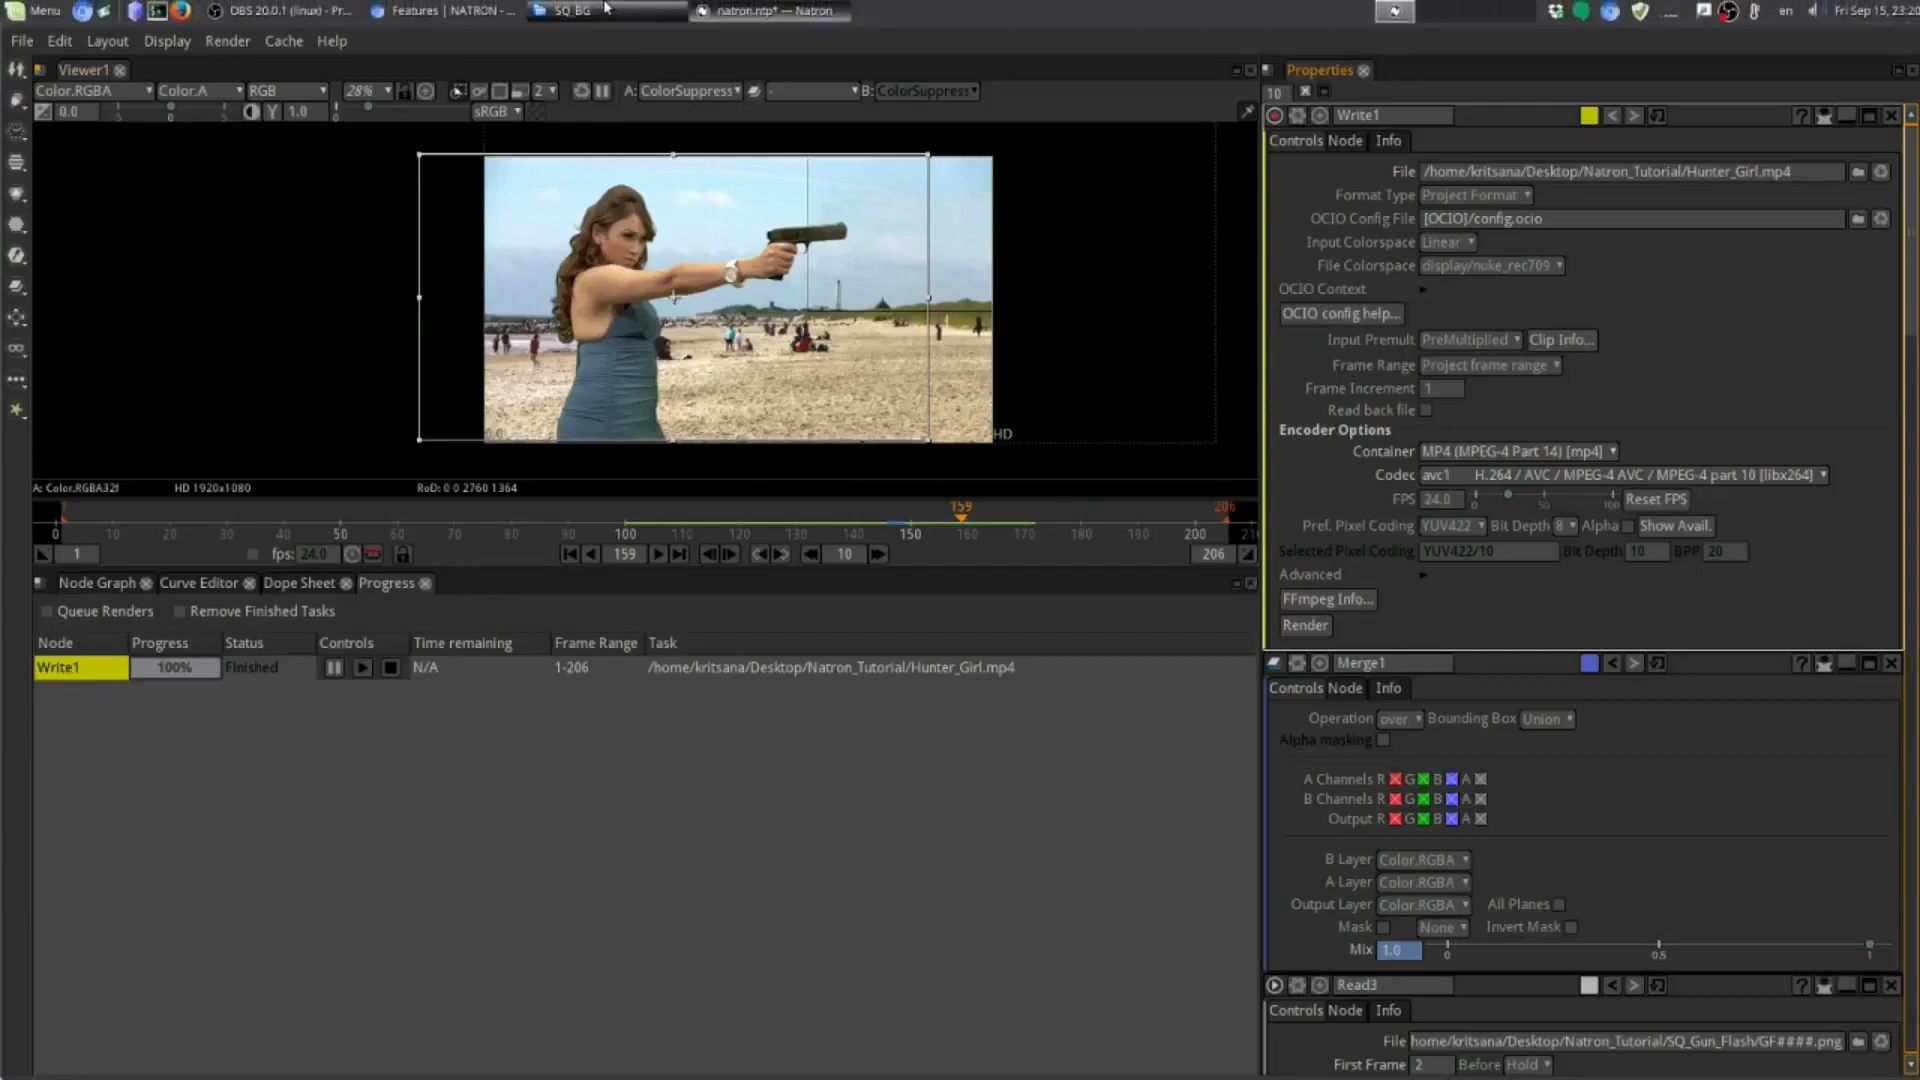 Menu OBS 20.0.1 (linux) - Pr... Features | NATRON - ... SQ_BG natron.ntp* — Natron en Fri Sep 15, 23:20
File Edit Layout Display Render Cache Help
Viewer1
Color.RGBA Color.A RGB 28% 2 A: ColorSuppress - B: ColorSuppress
0.0 Y 1.0 0 sRGB
HD
A: Color.RGBA32f HD 1920x1080 RoD: 0 0 2760 1364
159 206
0 10 20 30 40 50 60 70 80 90 100 110 120 130 140 150 160 170 180 190 200 21
1 fps: 24.0 159 10 206
Node Graph Curve Editor Dope Sheet Progress
Queue Renders Remove Finished Tasks
Node Progress Status Controls Time remaining Frame Range Task
Write1 100% Finished N/A 1-206 /home/kritsana/Desktop/Natron_Tutorial/Hunter_Girl.mp4
Properties
10
Write1
Controls Node Info
File /home/kritsana/Desktop/Natron_Tutorial/Hunter_Girl.mp4
Format Type Project Format
OCIO Config File [OCIO]/config.ocio
Input Colorspace Linear
File Colorspace display/nuke_rec709
OCIO Context
OCIO config help...
Input Premult PreMultiplied Clip Info...
Frame Range Project frame range
Frame Increment 1
Read back file
Encoder Options
Container MP4 (MPEG-4 Part 14) [mp4]
Codec avc1 H.264 / AVC / MPEG-4 AVC / MPEG-4 part 10 [libx264]
FPS 24.0 0 50 100 Reset FPS
Pref. Pixel Coding YUV422 Bit Depth 8 Alpha Show Avail.
Selected Pixel Coding YUV422/10 Bit Depth 10 BPP 20
Advanced
FFmpeg Info...
Render
Merge1
Controls Node Info
Operation over Bounding Box Union
Alpha masking
A Channels R G B A
B Channels R G B A
Output R G B A
B Layer Color.RGBA
A Layer Color.RGBA
Output Layer Color.RGBA All Planes
Mask None Invert Mask
Mix 1.0 0 0.5 1
Read3
Controls Node Info
File home/kritsana/Desktop/Natron_Tutorial/SQ_Gun_Flash/GF####.png
First Frame 2 Before Hold